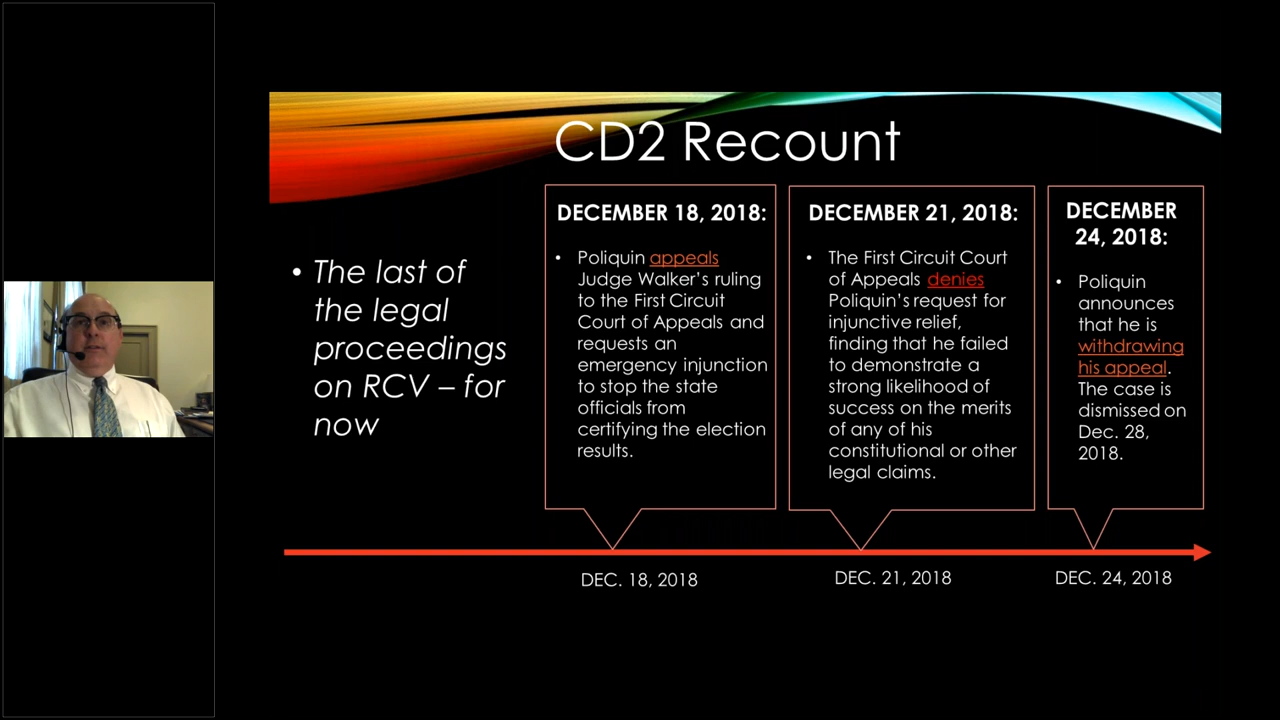 CD2 Recount
• The last of
the legal
proceedings
on RCV – for
now
DECEMBER 18, 2018:
• Poliquin appeals
Judge Walker's ruling
to the First Circuit
Court of Appeals and
requests an
emergency injunction
to stop the state
officials from
certifying the election
results.
DECEMBER 21, 2018:
• The First Circuit Court
of Appeals denies
Poliquin's request for
injunctive relief,
finding that he failed
to demonstrate a
strong likelihood of
success on the merits
of any of his
constitutional or other
legal claims.
DECEMBER
24, 2018:
• Poliquin
announces
that he is
withdrawing
his appeal.
The case is
dismissed on
Dec. 28,
2018.
DEC. 18, 2018
DEC. 21, 2018
DEC. 24, 2018